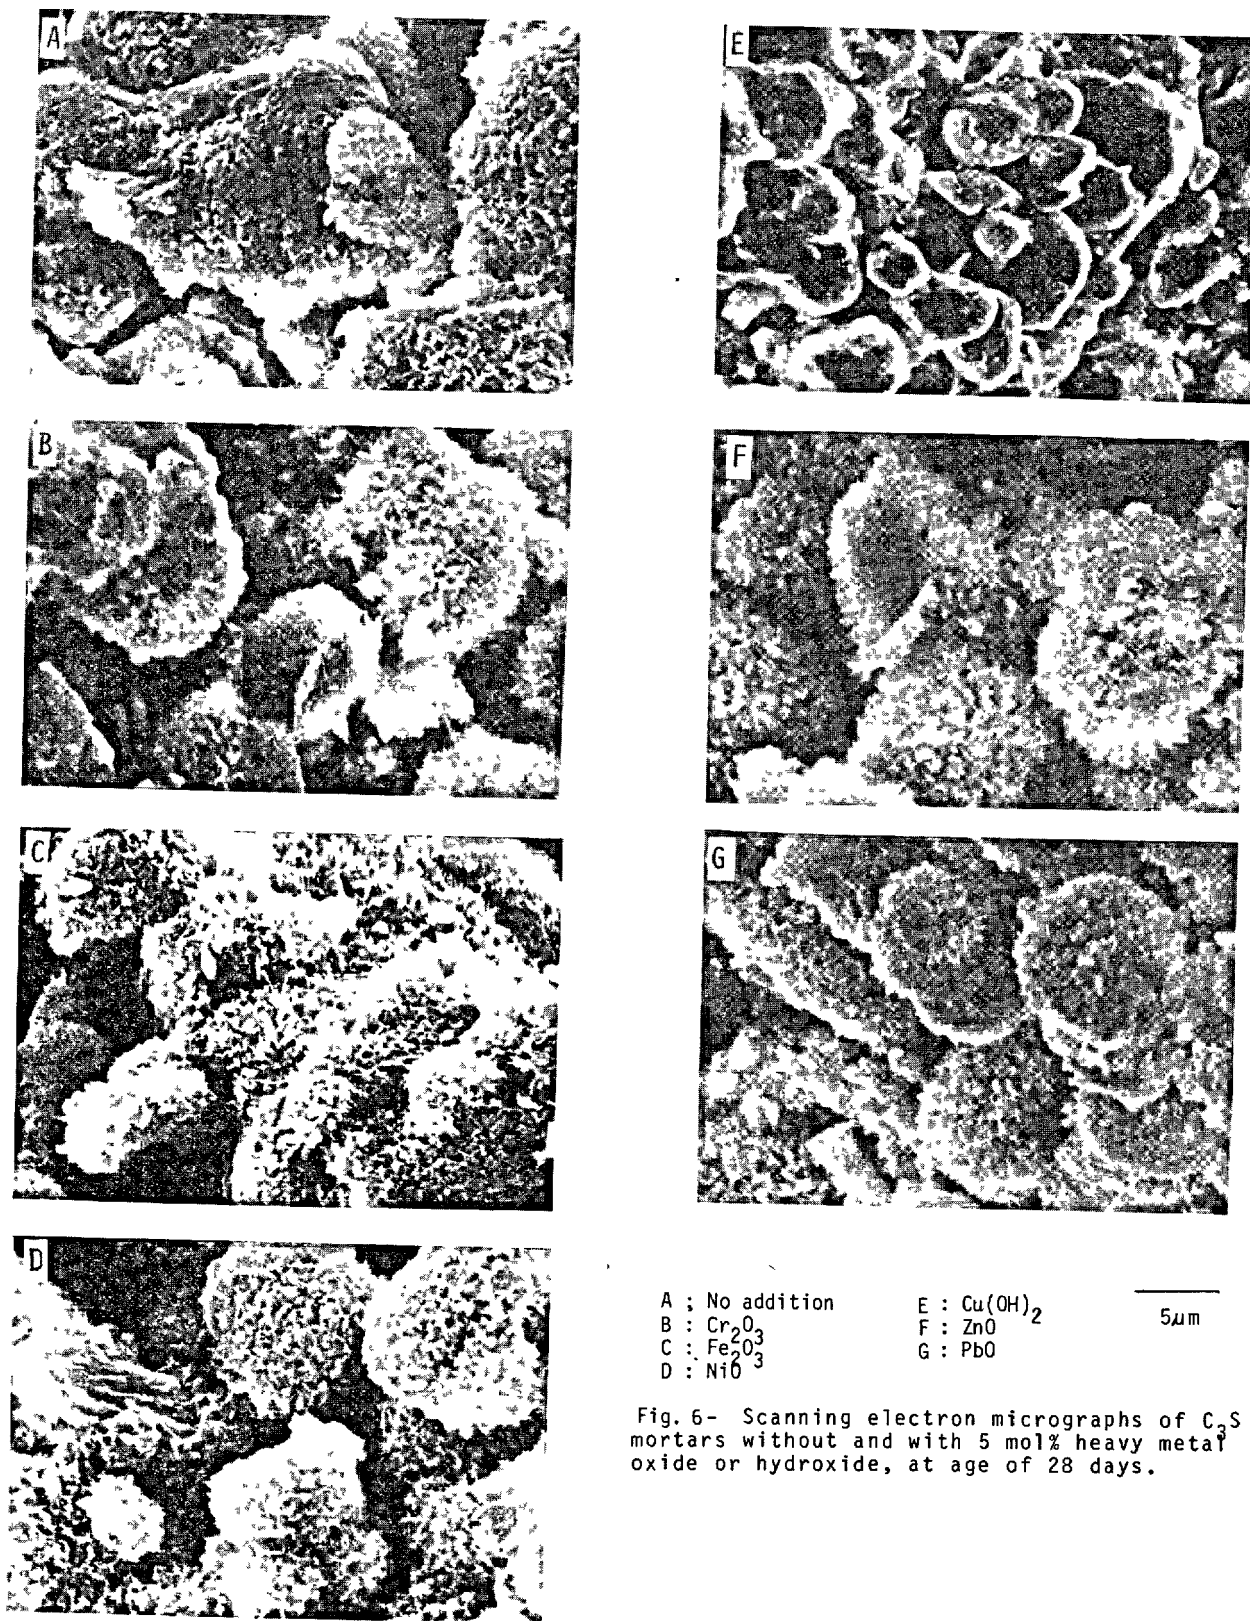 A
E
B
F
C
G
D
A ; No addition
B : Cr2O3
C : Fe2O3
D : NiO
E : Cu(OH)2
F : ZnO
G : PbO
5μm
Fig. 6- Scanning electron micrographs of C3S
mortars without and with 5 mol% heavy metal
oxide or hydroxide, at age of 28 days.